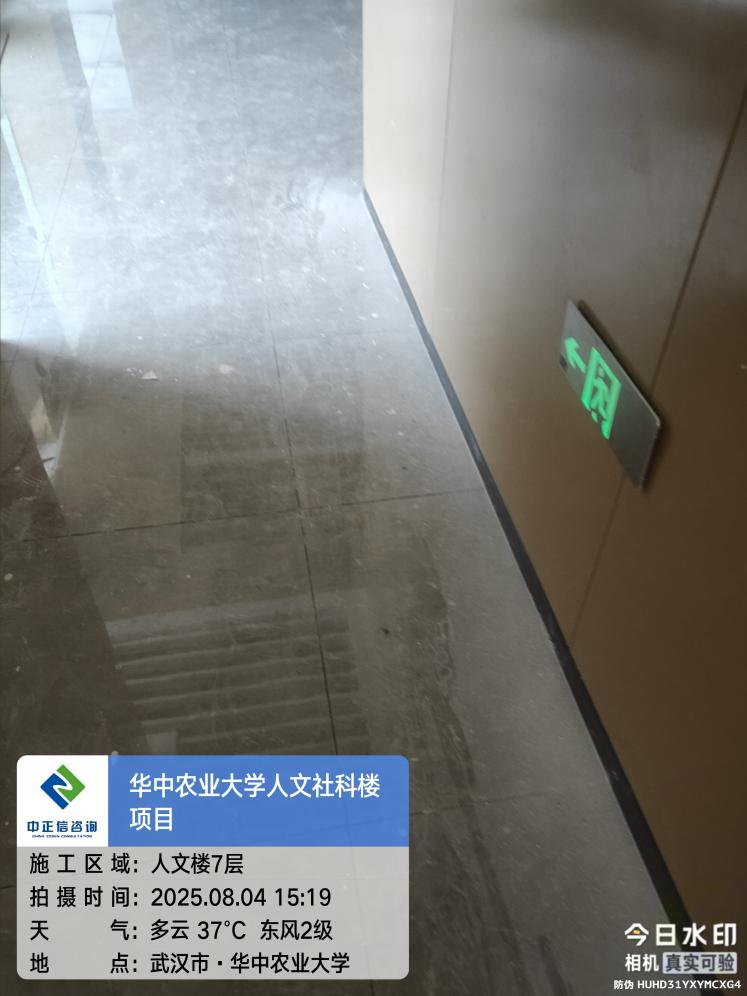 中正信咨询
CHINA ZOSEN CONSULTATION
华中农业大学人文社科楼
项目
施工区域：人文楼7层
拍摄时间：2025.08.04 15:19
天气：多云 37℃ 东风2级
地点：武汉市·华中农业大学
今日水印
相机 真实可验
防伪 HUHD31YXYMCXG4